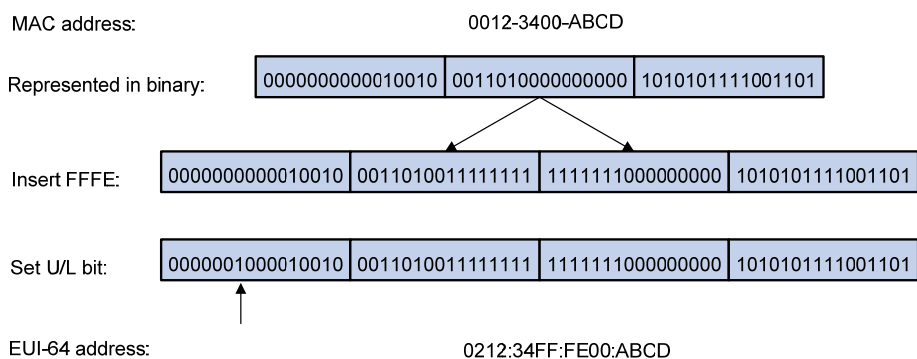 MAC address: 0012-3400-ABCD
Represented in binary: 0000000000010010 0011010000000000 1010101111001101
Insert FFFE: 0000000000010010 0011010011111111 1111111000000000 1010101111001101
Set U/L bit: 0000001000010010 0011010011111111 1111111000000000 1010101111001101
EUI-64 address: 0212:34FF:FE00:ABCD